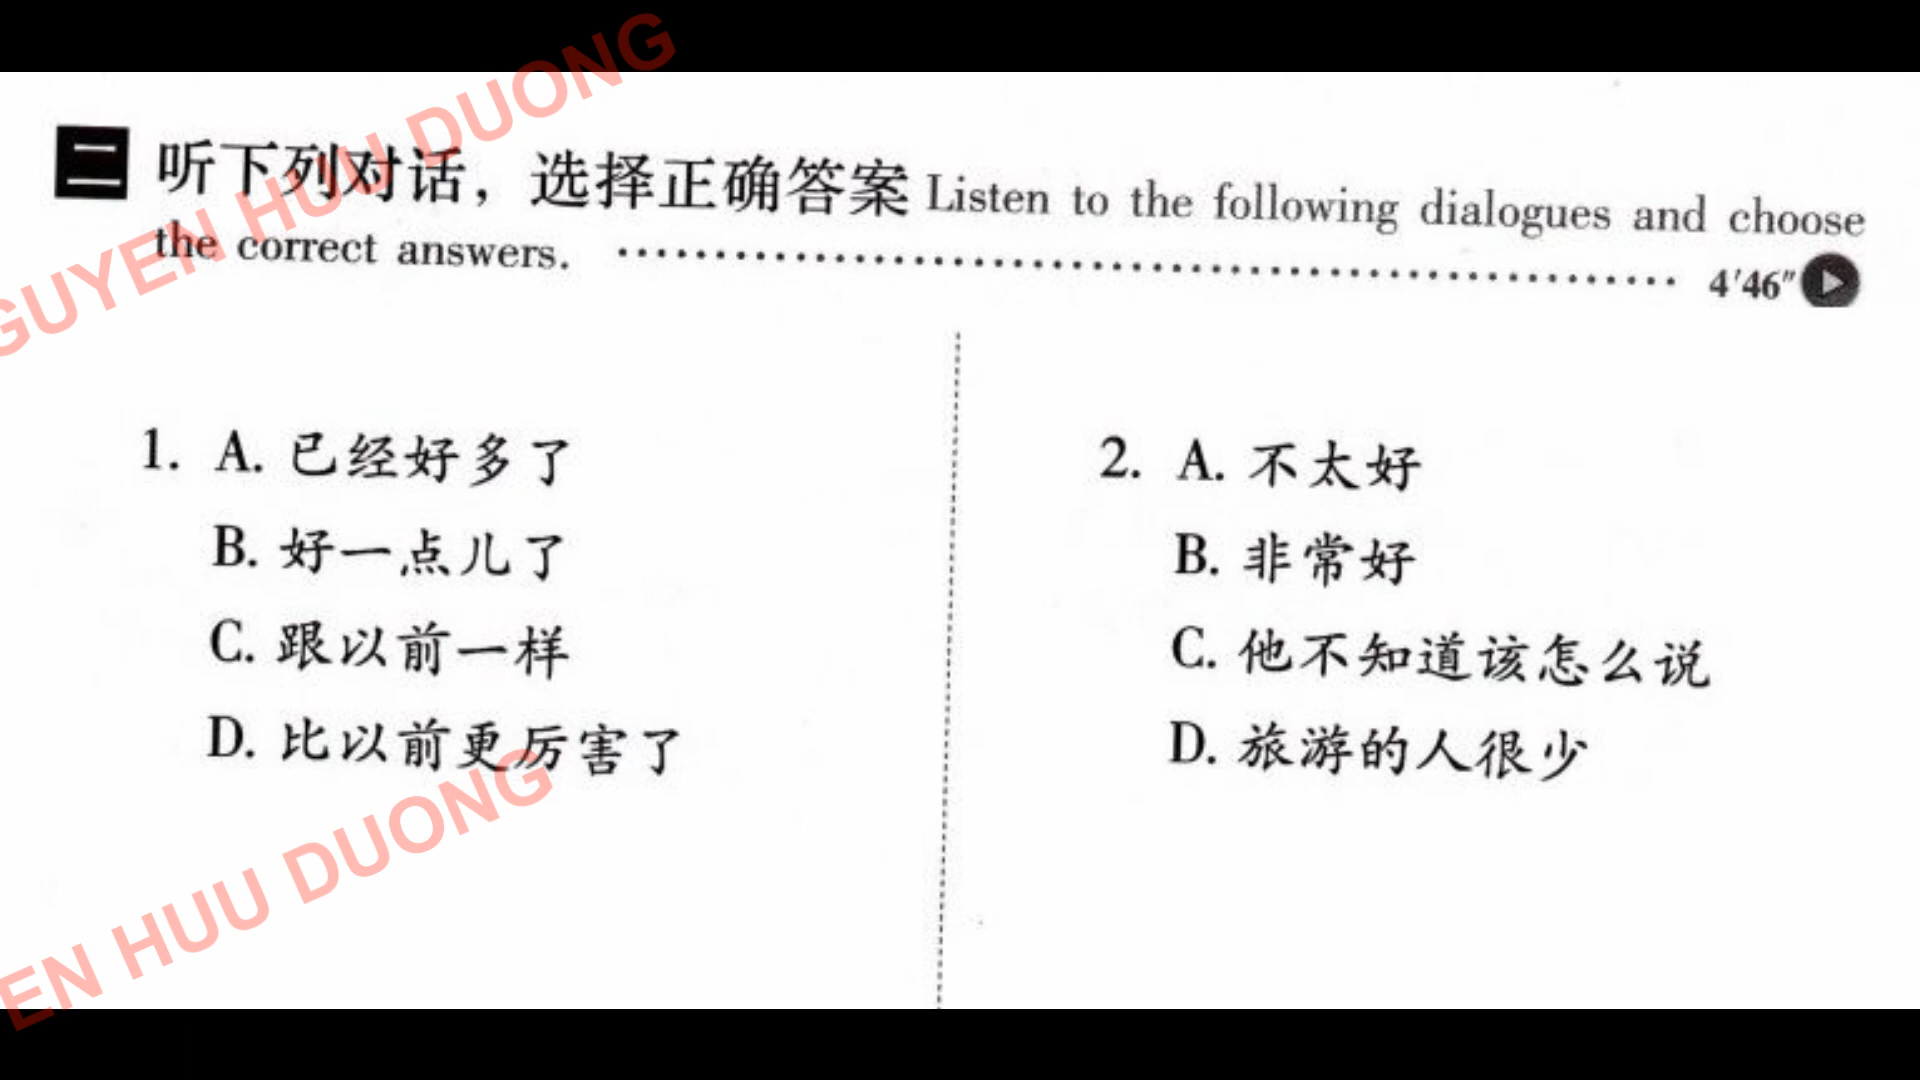 二 听下列对话，选择正确答案 Listen to the following dialogues and choose
the correct answers. ························································ 4'46"
1. A. 已经好多了
B. 好一点儿了
C. 跟以前一样
D. 比以前更厉害了
2. A. 不太好
B. 非常好
C. 他不知道该怎么说
D. 旅游的人很少
GUYEN HUU DUONG
EN HUU DUONG